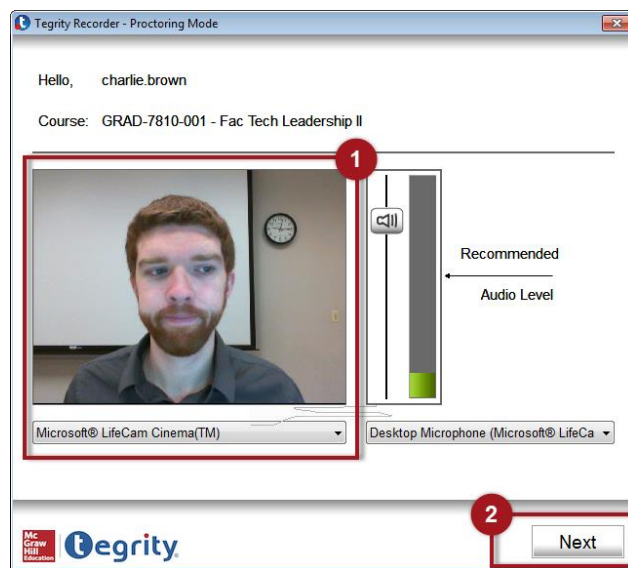 Tegrity Recorder - Proctoring Mode
Hello, charlie.brown
Course: GRAD-7810-001 - Fac Tech Leadership II
1
Recommended
Audio Level
Microsoft® LifeCam Cinema(TM)
Desktop Microphone (Microsoft® LifeCa
2
Mc
Graw
Hill
Education
tegrity
Next